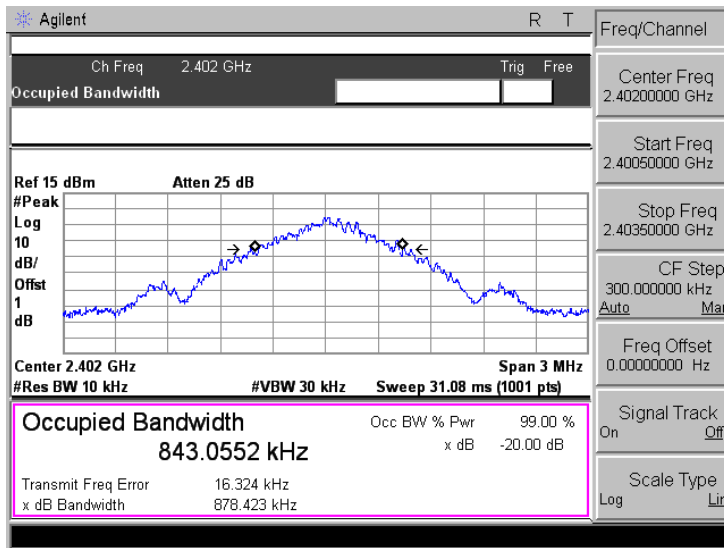 Agilent R T
Ch Freq 2.402 GHz Trig Free
Occupied Bandwidth
Ref 15 dBm Atten 25 dB
#Peak
Log
10
dB/
Offst
1
dB
Center 2.402 GHz Span 3 MHz
#Res BW 10 kHz #VBW 30 kHz Sweep 31.08 ms (1001 pts)
Occupied Bandwidth Occ BW % Pwr 99.00 %
843.0552 kHz x dB -20.00 dB
Transmit Freq Error 16.324 kHz
x dB Bandwidth 878.423 kHz
Freq/Channel
Center Freq
2.40200000 GHz
Start Freq
2.40050000 GHz
Stop Freq
2.40350000 GHz
CF Step
300.000000 kHz
Auto Man
Freq Offset
0.00000000 Hz
Signal Track
On Off
Scale Type
Log Lin